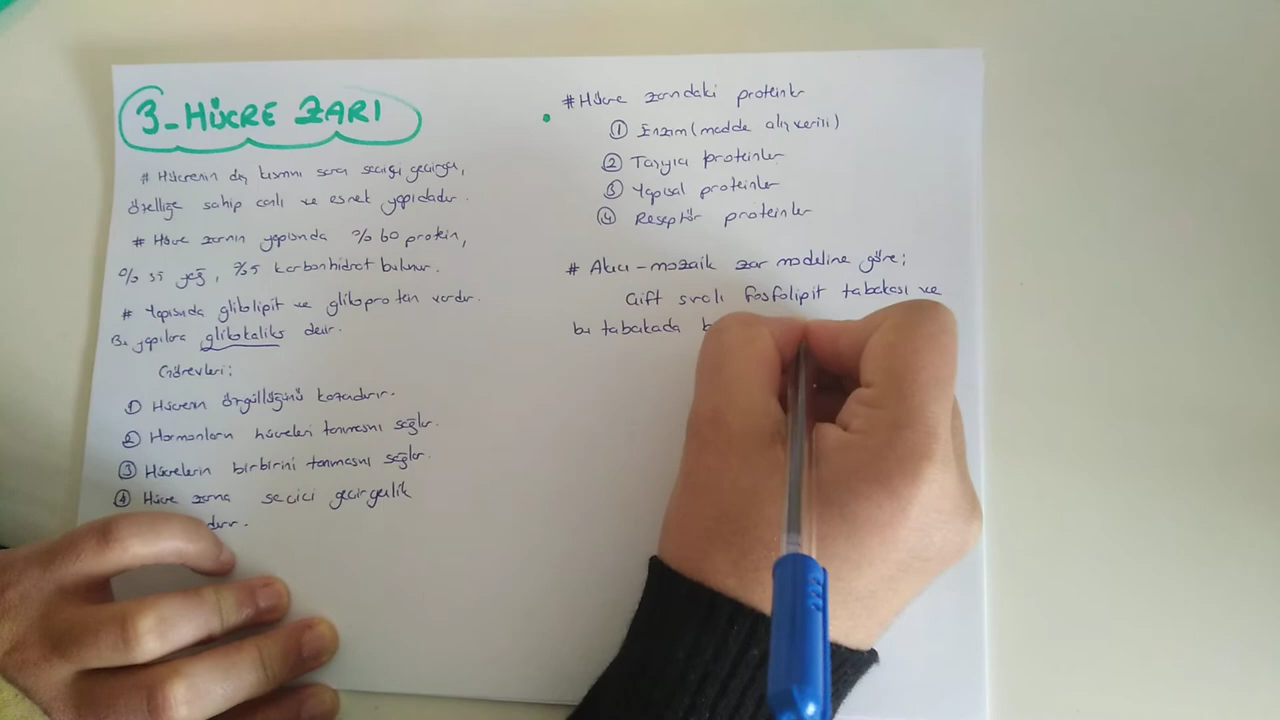 3-HÜCRE ZARI
# Hücrenin dış kısmını saran seçiçi geçirgen,
özelliğe sahip canlı ve esnek yapıdadır.
# Hücre zarının yapısında % 60 protein,
% 35 yağ, %5 karbonhidrat bulunur.
# Yapısında glikolipit ve glikoprotein vardır.
Bu yapılara glikokaliks denir.
Görevleri:
① Hücrenin özgüllüğünü kazandırır.
② Hormonların hücreleri tanımasını sağlar.
③ Hücrelerin birbirini tanımasını sağlar.
④ Hücre zarına seçici geçirgenlik
dırır.
# Hücre zarındaki proteinler
① Enzim (madde alışverişi)
② Taşıyıcı proteinler
③ Yapısal proteinler
④ Reseptör proteinler
# Akıcı-mozaik zar modeline göre;
Çift sıralı fosfolipit tabakası ve
bu tabakada b